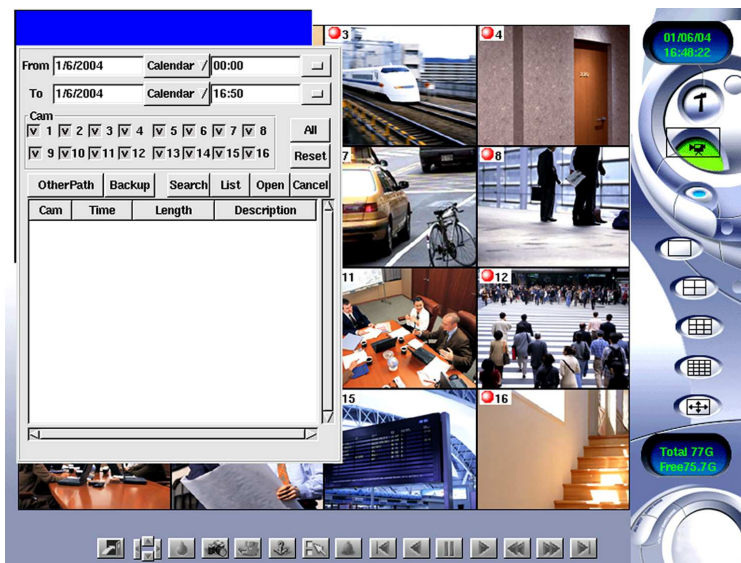 01/06/04
16:48:22
From 1/6/2004 Calendar / 00:00
To 1/6/2004 Calendar / 16:50
Cam
1 2 3 4 5 6 7 8 All
9 10 11 12 13 14 15 16 Reset
OtherPath Backup Search List Open Cancel
Cam Time Length Description
3
4
7
8
11
12
15
16
Total 77G
Free75.7G